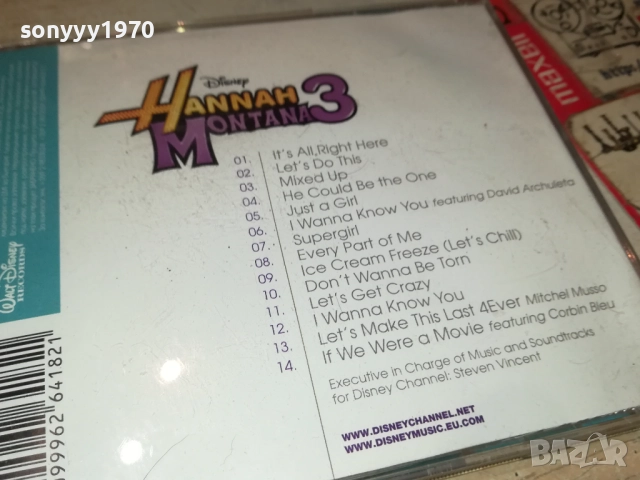 sonyyy1970
Disney
HANNAH
MONTANA 3
01. It's All Right Here
02. Let's Do This
03. Mixed Up
04. He Could Be the One
05. Just a Girl
06. I Wanna Know You featuring David Archuleta
07. Supergirl
08. Every Part of Me
09. Ice Cream Freeze (Let's Chill)
10. Don't Wanna Be Torn
11. Let's Get Crazy
12. I Wanna Know You
13. Let's Make This Last 4Ever Mitchel Musso
14. If We Were a Movie featuring Corbin Bleu
Executive in Charge of Music and Soundtracks
for Disney Channel: Steven Vincent
WWW.DISNEYCHANNEL.NET
WWW.DISNEYMUSIC.EU.COM
WALT DISNEY
RECORDS
99962 641821
maxell
http:/
BAZAR